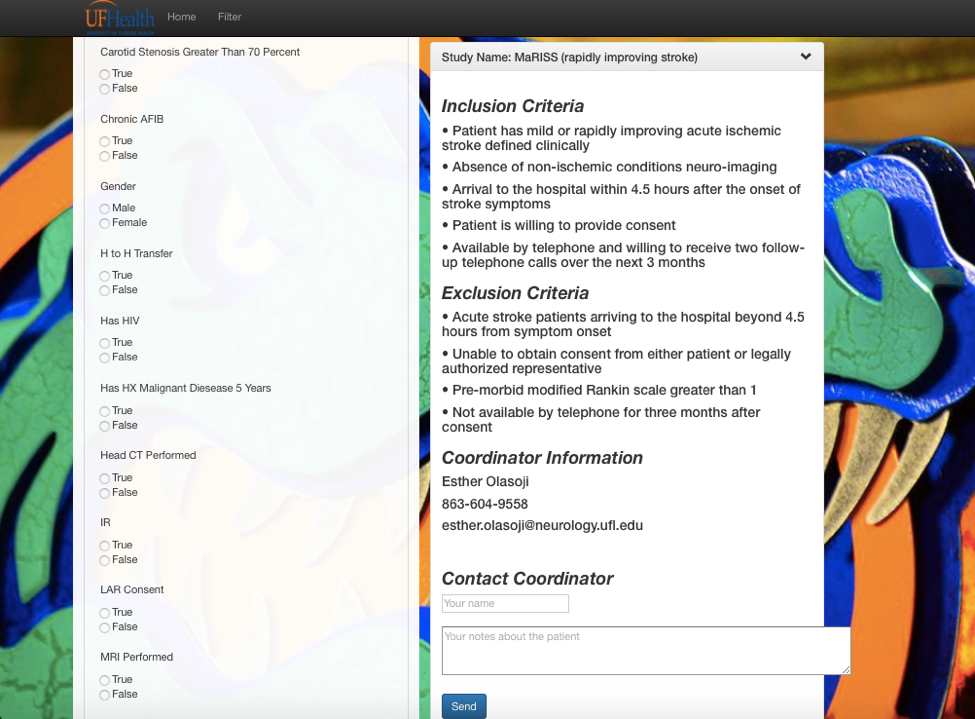 UFHealth
UNIVERSITY OF FLORIDA HEALTH
Home
Filter
Carotid Stenosis Greater Than 70 Percent
True
False
Chronic AFIB
True
False
Gender
Male
Female
H to H Transfer
True
False
Has HIV
True
False
Has HX Malignant Diesease 5 Years
True
False
Head CT Performed
True
False
IR
True
False
LAR Consent
True
False
MRI Performed
True
False
Study Name: MaRISS (rapidly improving stroke)
Inclusion Criteria
• Patient has mild or rapidly improving acute ischemic
stroke defined clinically
• Absence of non-ischemic conditions neuro-imaging
• Arrival to the hospital within 4.5 hours after the onset of
stroke symptoms
• Patient is willing to provide consent
• Available by telephone and willing to receive two follow-
up telephone calls over the next 3 months
Exclusion Criteria
• Acute stroke patients arriving to the hospital beyond 4.5
hours from symptom onset
• Unable to obtain consent from either patient or legally
authorized representative
• Pre-morbid modified Rankin scale greater than 1
• Not available by telephone for three months after
consent
Coordinator Information
Esther Olasoji
863-604-9558
esther.olasoji@neurology.ufl.edu
Contact Coordinator
Your name
Your notes about the patient
Send